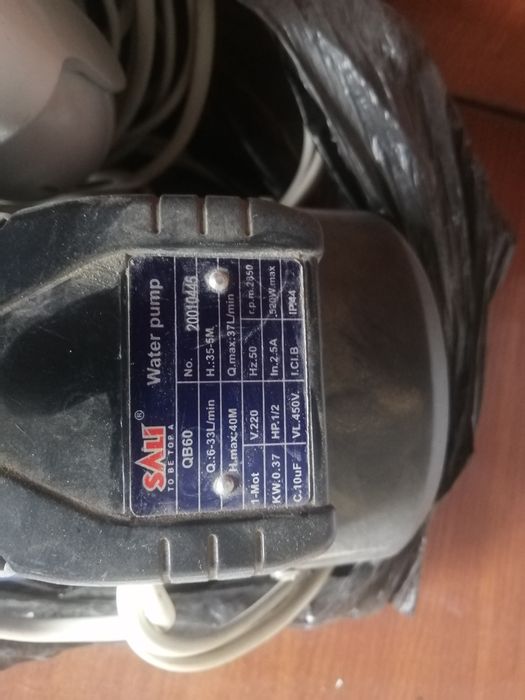 SALI ®
TO BE TOP A
Water pump
QB60 No. 20010446
Q.:6-33L/min H.:35-5M
H.max:40M Q.max:37L/min
1-Mot V.220 Hz.50 r.p.m.2850
KW.0.37 HP.1/2 In.2.5A .520W.max
C.10uF VL.450V. I.Cl.B IP44